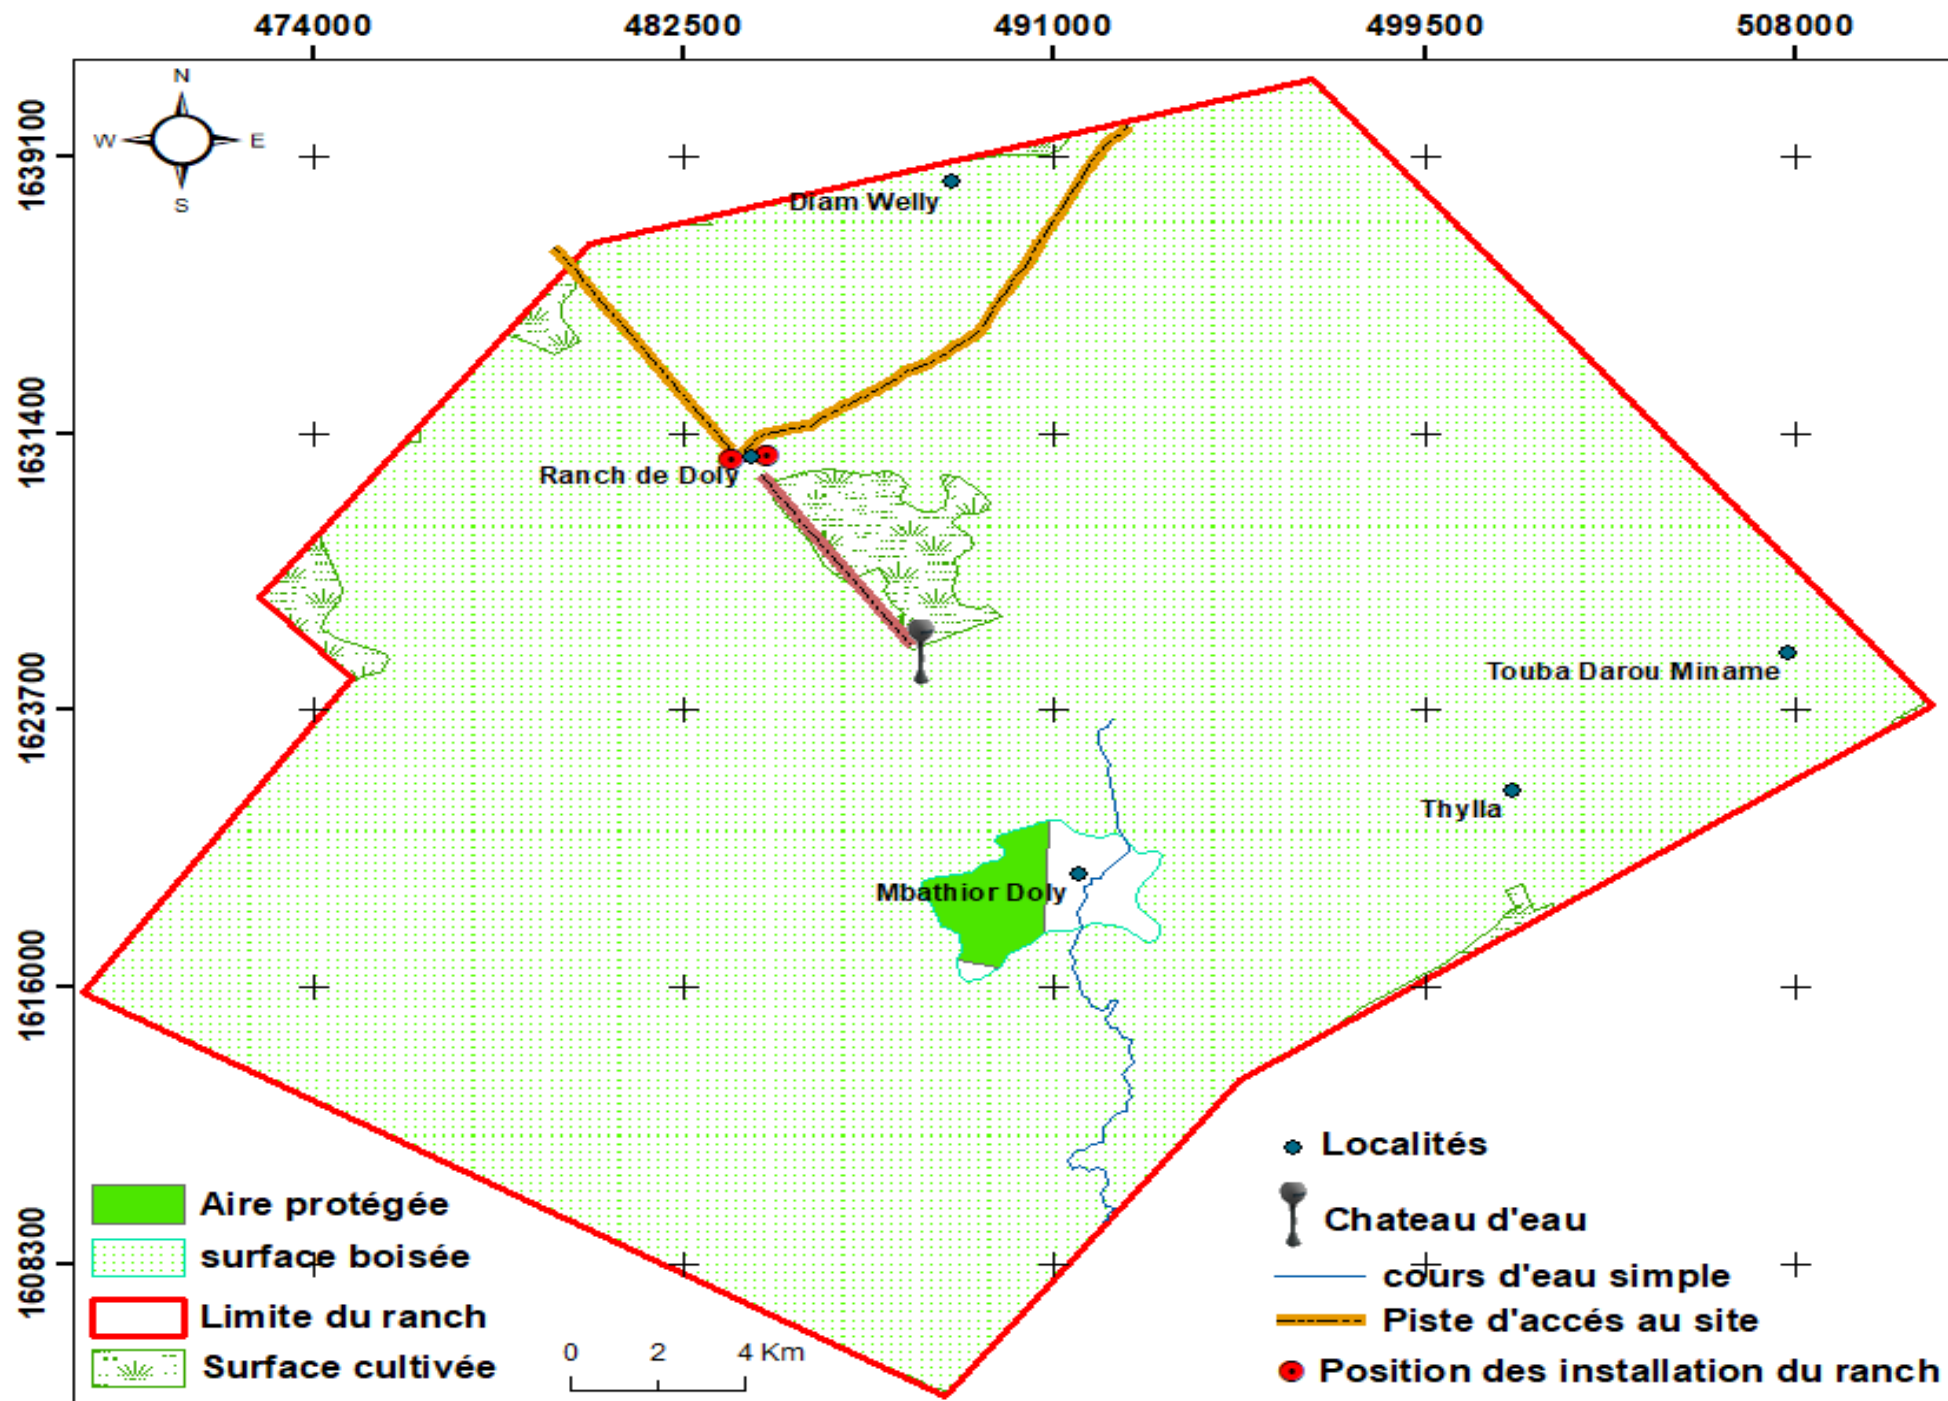 474000 482500 491000 499500 508000
N
W E
S
1639100
1631400
1623700
1616000
1608300
Diam Welly
Ranch de Doly
Touba Darou Miname
Thylla
Mbathior Doly
Aire protégée
surface boisée
Limite du ranch
Surface cultivée
0 2 4 Km
Localités
Chateau d'eau
cours d'eau simple
Piste d'accés au site
Position des installation du ranch